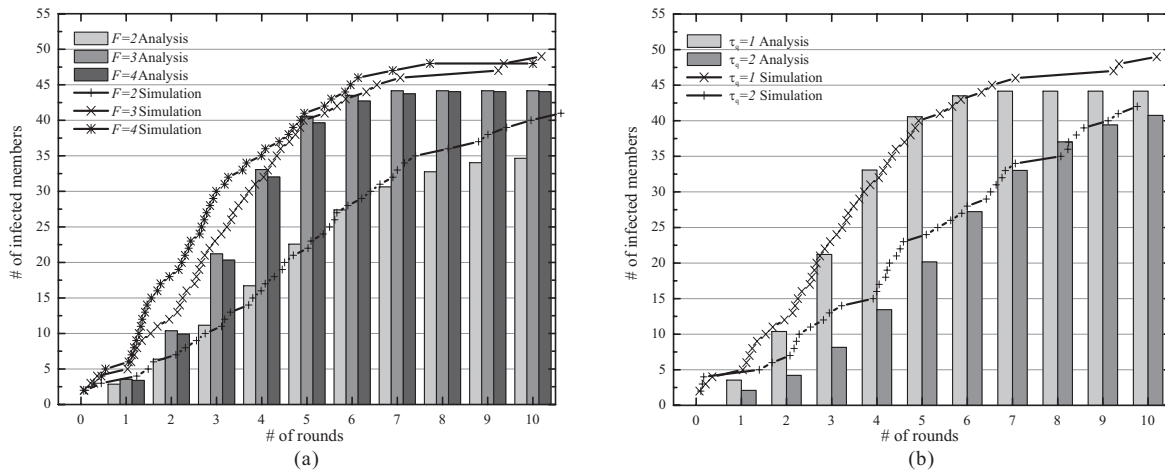 55
50
45
40
35
30
25
20
15
10
5
0
# of infected members
F=2 Analysis
F=3 Analysis
F=4 Analysis
F=2 Simulation
F=3 Simulation
F=4 Simulation
0 1 2 3 4 5 6 7 8 9 10
# of rounds
(a)
55
50
45
40
35
30
25
20
15
10
5
0
# of infected members
τq=1 Analysis
τq=2 Analysis
τq=1 Simulation
τq=2 Simulation
0 1 2 3 4 5 6 7 8 9 10
# of rounds
(b)